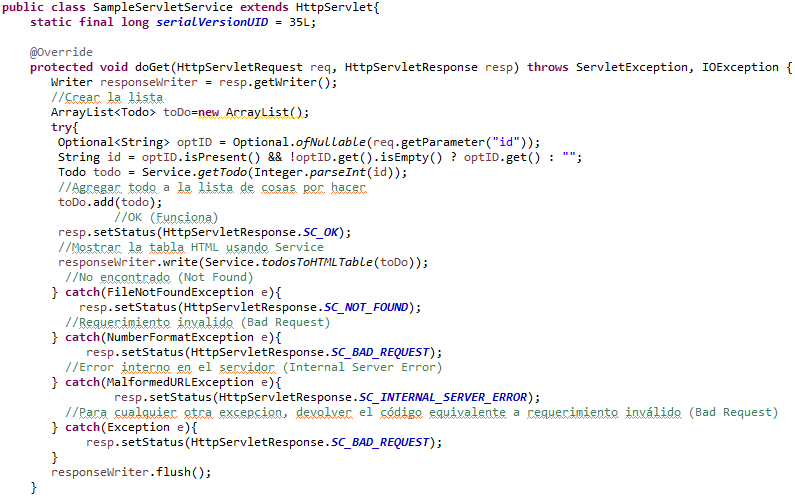 public class SampleServletService extends HttpServlet{
    static final long serialVersionUID = 35L;

    @Override
    protected void doGet(HttpServletRequest req, HttpServletResponse resp) throws ServletException, IOException {
       Writer responseWriter = resp.getWriter();
       //Crear la lista
       ArrayList<Todo> toDo=new ArrayList();
       try{
        Optional<String> optID = Optional.ofNullable(req.getParameter("id"));
        String id = optID.isPresent() && !optID.get().isEmpty() ? optID.get() : "";
        Todo todo = Service.getTodo(Integer.parseInt(id));
        //Agregar todo a la lista de cosas por hacer
        toDo.add(todo);
                //OK (Funciona)
        resp.setStatus(HttpServletResponse.SC_OK);
        //Mostrar la tabla HTML usando Service
        responseWriter.write(Service.todosToHTMLTable(toDo));
         //No encontrado (Not Found)
       } catch(FileNotFoundException e){
           resp.setStatus(HttpServletResponse.SC_NOT_FOUND);
         //Requerimiento invalido (Bad Request)
       } catch(NumberFormatException e){
            resp.setStatus(HttpServletResponse.SC_BAD_REQUEST);
         //Error interno en el servidor (Internal Server Error)
       } catch(MalformedURLException e){
            resp.setStatus(HttpServletResponse.SC_INTERNAL_SERVER_ERROR);
         //Para cualquier otra excepcion, devolver el código equivalente a requerimiento inválido (Bad Request)
       } catch(Exception e){
            resp.setStatus(HttpServletResponse.SC_BAD_REQUEST);
       }
       responseWriter.flush();
    }